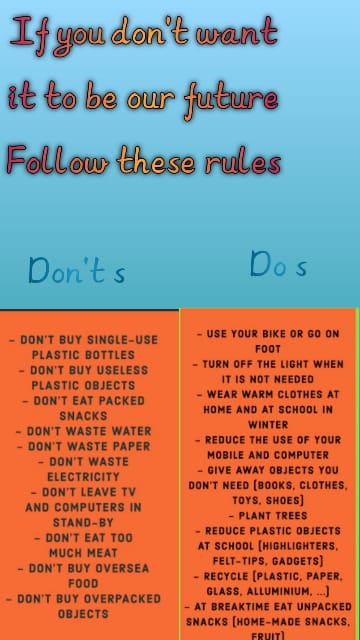 If you don't want
it to be our future
Follow these rules
Don't s
- DON'T BUY SINGLE-USE
PLASTIC BOTTLES
- DON'T BUY USELESS
PLASTIC OBJECTS
- DON'T EAT PACKED
SNACKS
- DON'T WASTE WATER
- DON'T WASTE PAPER
- DON'T WASTE
ELECTRICITY
- DON'T LEAVE TV
AND COMPUTERS IN
STAND-BY
- DON'T EAT TOO
MUCH MEAT
- DON'T BUY OVERSEA
FOOD
- DON'T BUY OVERPACKED
OBJECTS
Do s
- USE YOUR BIKE OR GO ON
FOOT
- TURN OFF THE LIGHT WHEN
IT IS NOT NEEDED
- WEAR WARM CLOTHES AT
HOME AND AT SCHOOL IN
WINTER
- REDUCE THE USE OF YOUR
MOBILE AND COMPUTER
- GIVE AWAY OBJECTS YOU
DON'T NEED (BOOKS, CLOTHES,
TOYS, SHOES)
- PLANT TREES
- REDUCE PLASTIC OBJECTS
AT SCHOOL (HIGHLIGHTERS,
FELT-TIPS, GADGETS)
- RECYCLE (PLASTIC, PAPER,
GLASS, ALLUMINIUM, ...)
- AT BREAKTIME EAT UNPACKED
SNACKS (HOME-MADE SNACKS,
FRUIT)